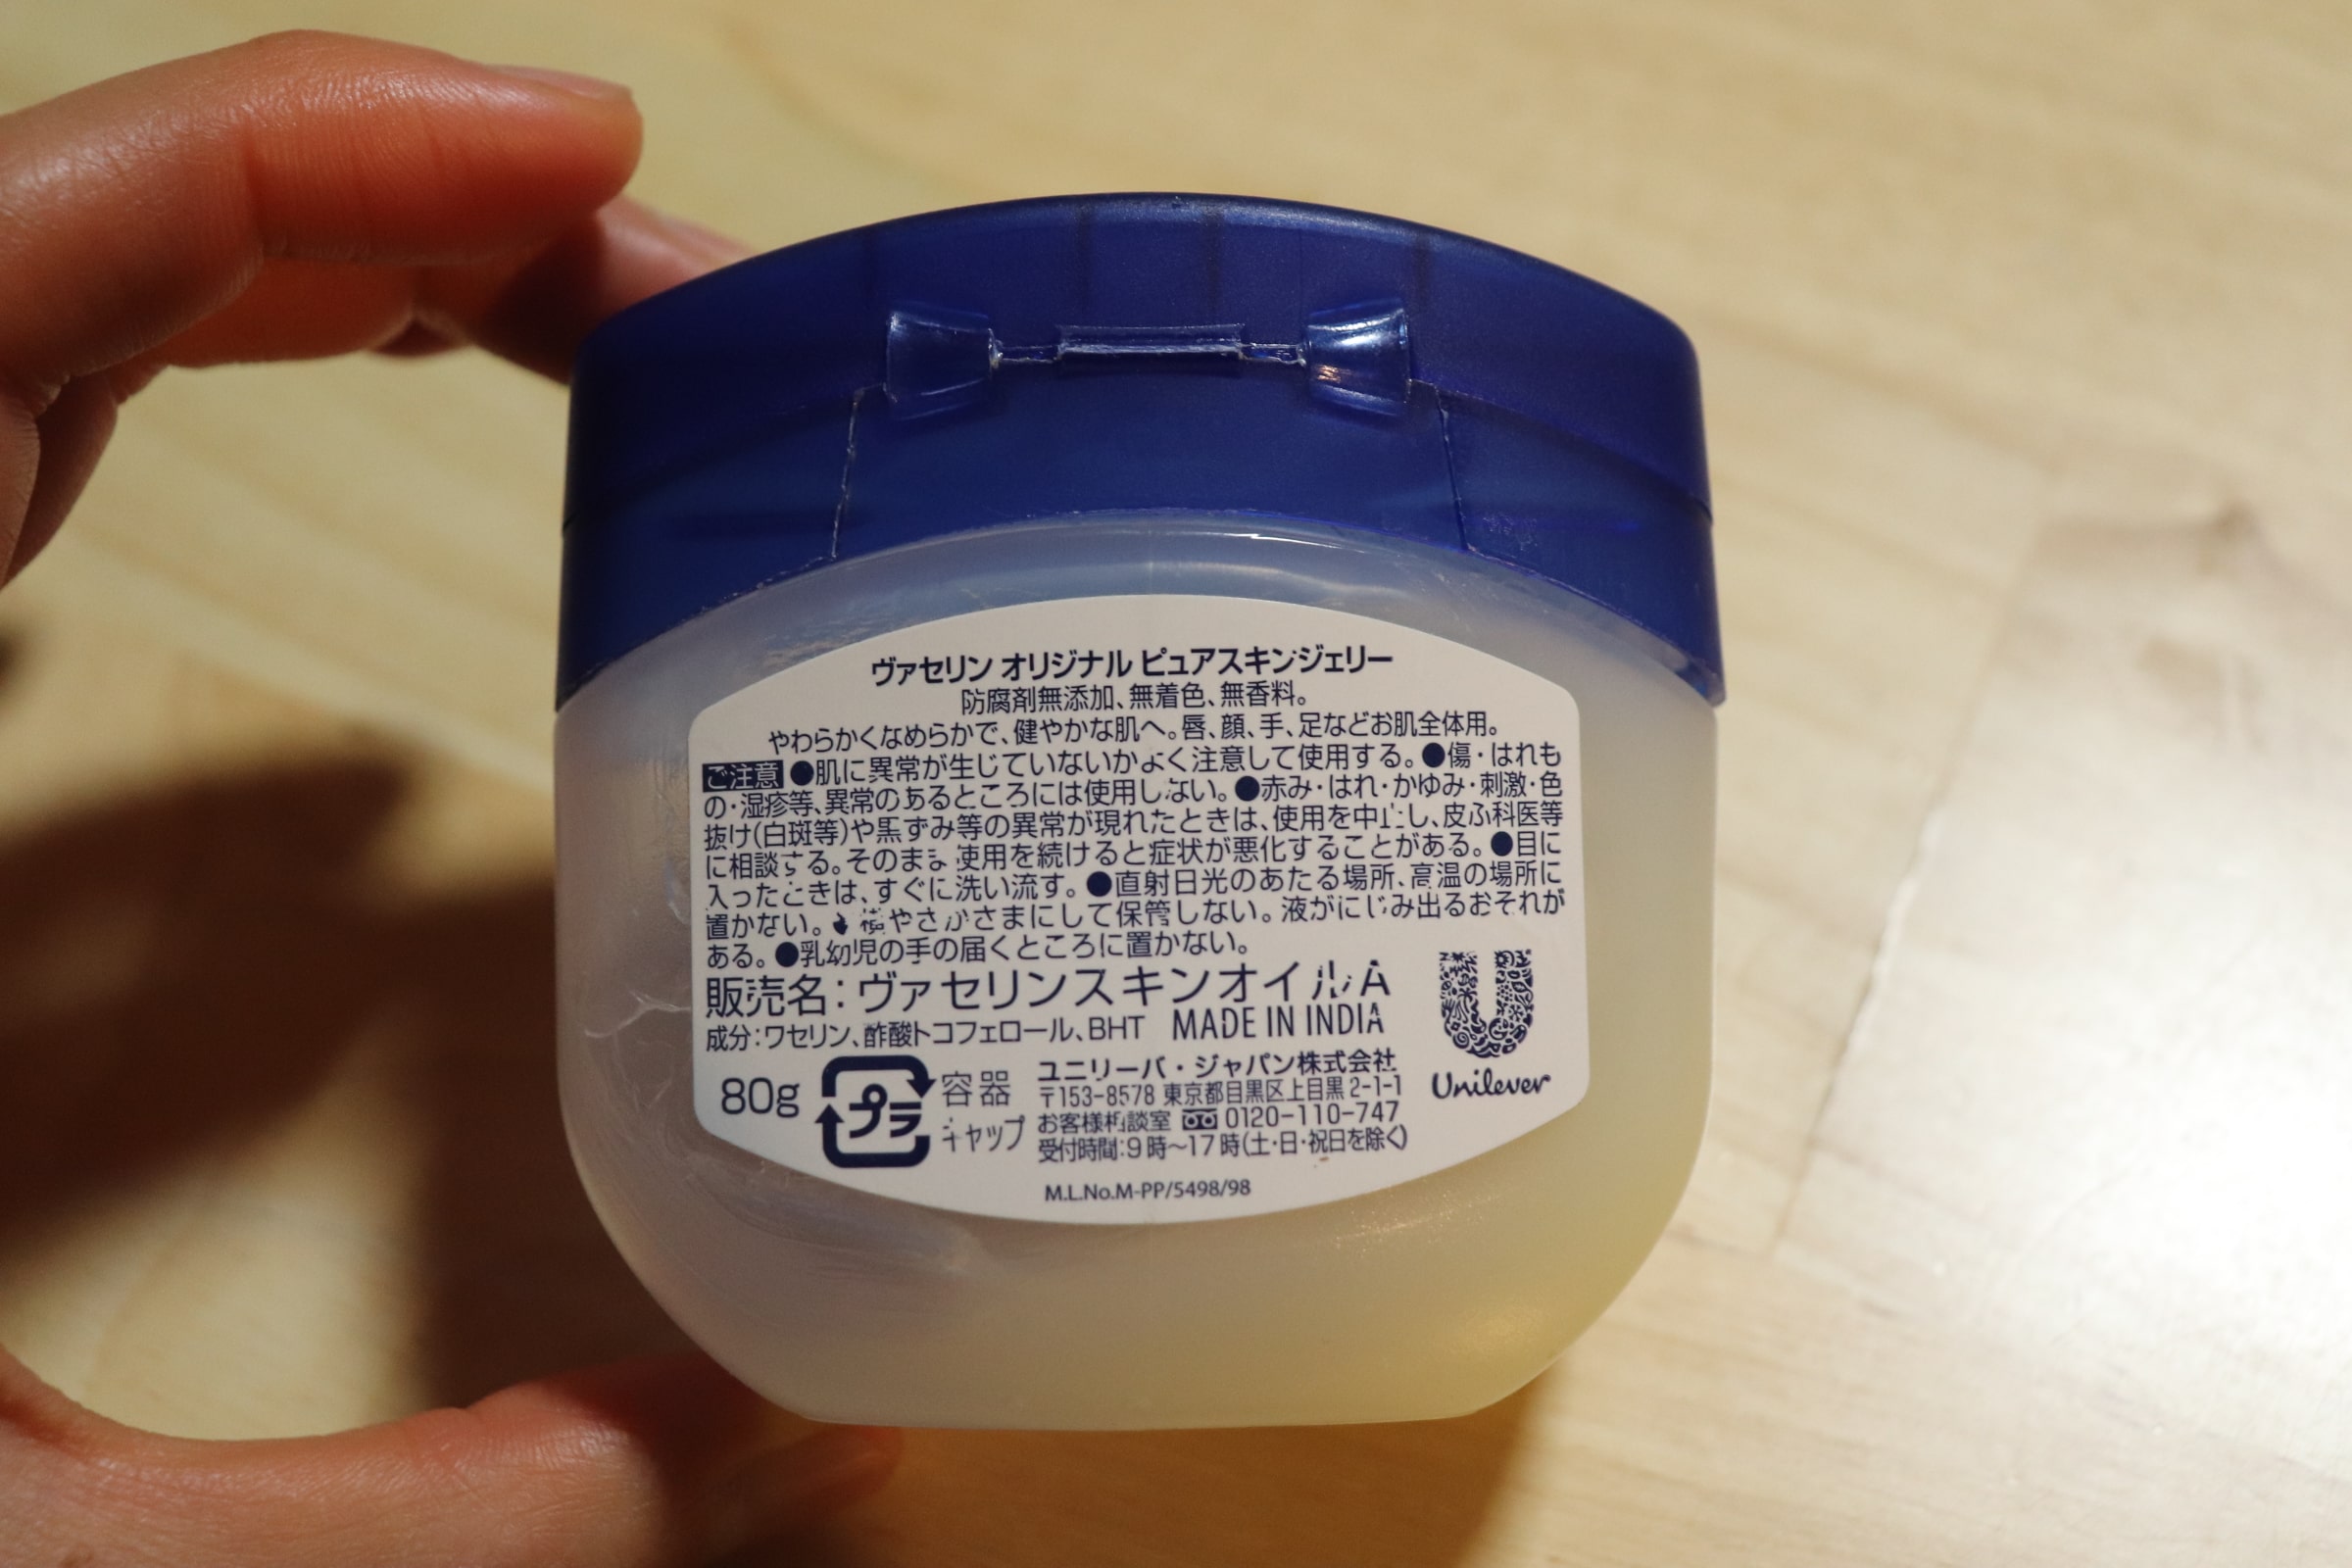 ヴァセリン オリジナル ピュアスキンジェリー
防腐剤無添加、無着色、無香料。
やわらかくなめらかで、健やかな肌へ。唇、顔、手、足などお肌全体用。
ご注意 ●肌に異常が生じていないかよく注意して使用する。●傷・はれも
の・湿疹等、異常のあるところには使用しない。●赤み・はれ・かゆみ・刺激・色
抜け(白斑等)や黒ずみ等の異常が現れたときは、使用を中止し、皮ふ科医等
に相談する。そのまま使用を続けると症状が悪化することがある。●目に
入ったときは、すぐに洗い流す。●直射日光のあたる場所、高温の場所に
置かない。●横やさかさまにして保管しない。液がにじみ出るおそれが
ある。●乳幼児の手の届くところに置かない。
販売名:ヴァセリンスキンオイルA
成分:ワセリン、酢酸トコフェロール、BHT MADE IN INDIA
80g
プラ
容器
キャップ
ユニリーバ・ジャパン株式会社
〒153-8578 東京都目黒区上目黒2-1-1
お客様相談室 0120-110-747
受付時間:9時～17時(土・日・祝日を除く)
Unilever
M.L.No.M-PP/5498/98